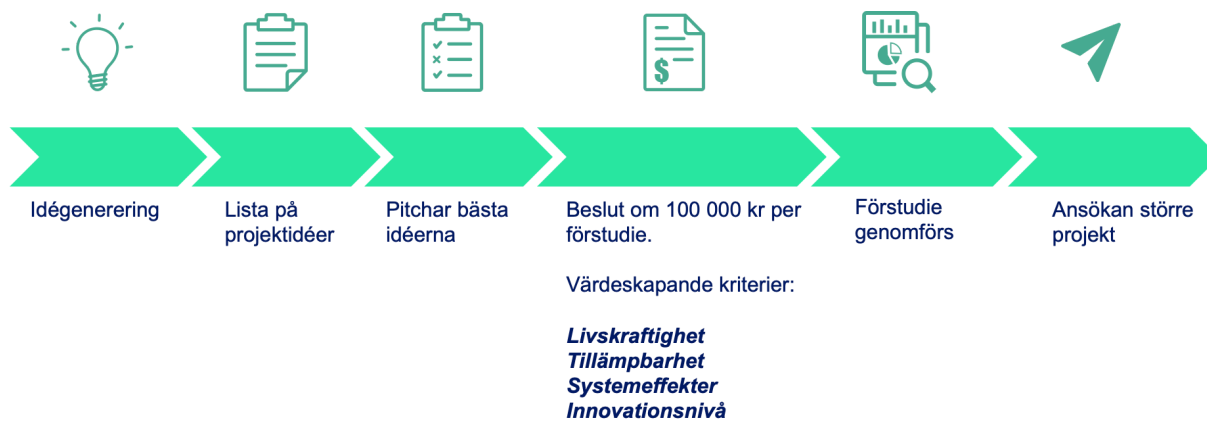 $
Idégenerering
Lista på
projektidéer
Pitchar bästa
idéerna
Beslut om 100 000 kr per
förstudie.
Värdeskapande kriterier:
Livskraftighet
Tillämpbarhet
Systemeffekter
Innovationsnivå
Förstudie
genomförs
Ansökan större
projekt